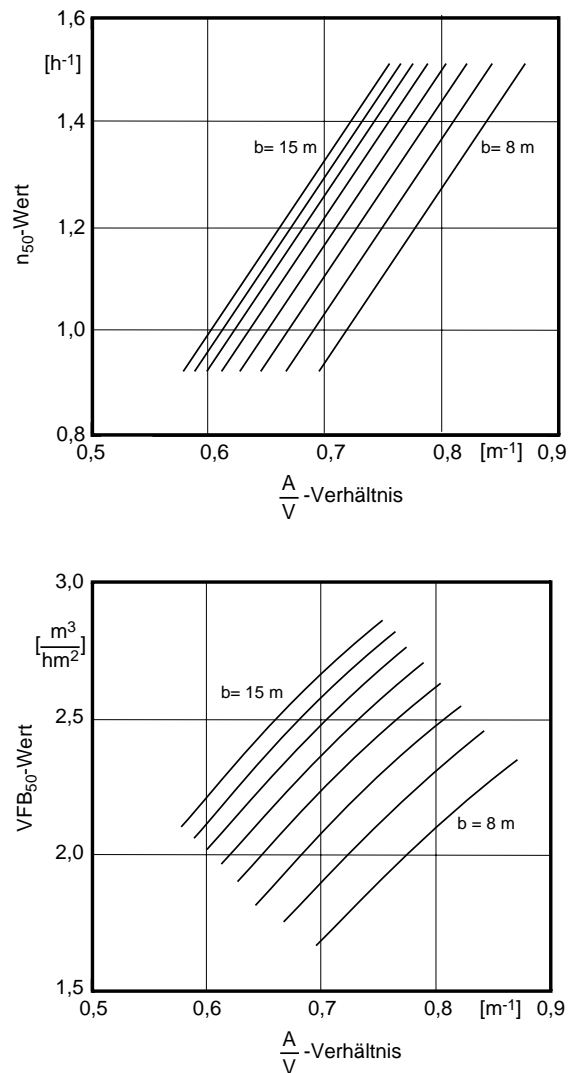 1,6
[h-1]
1,4
b= 15 m
b= 8 m
n50-Wert
1,2
1,0
0,8
0,5
0,6
0,7
0,8
[m-1]
0,9
A
V
-Verhältnis
3,0
[
m3
hm2
]
b= 15 m
2,5
VFB50-Wert
b = 8 m
2,0
1,5
0,5
0,6
0,7
0,8
[m-1]
0,9
A
V
-Verhältnis